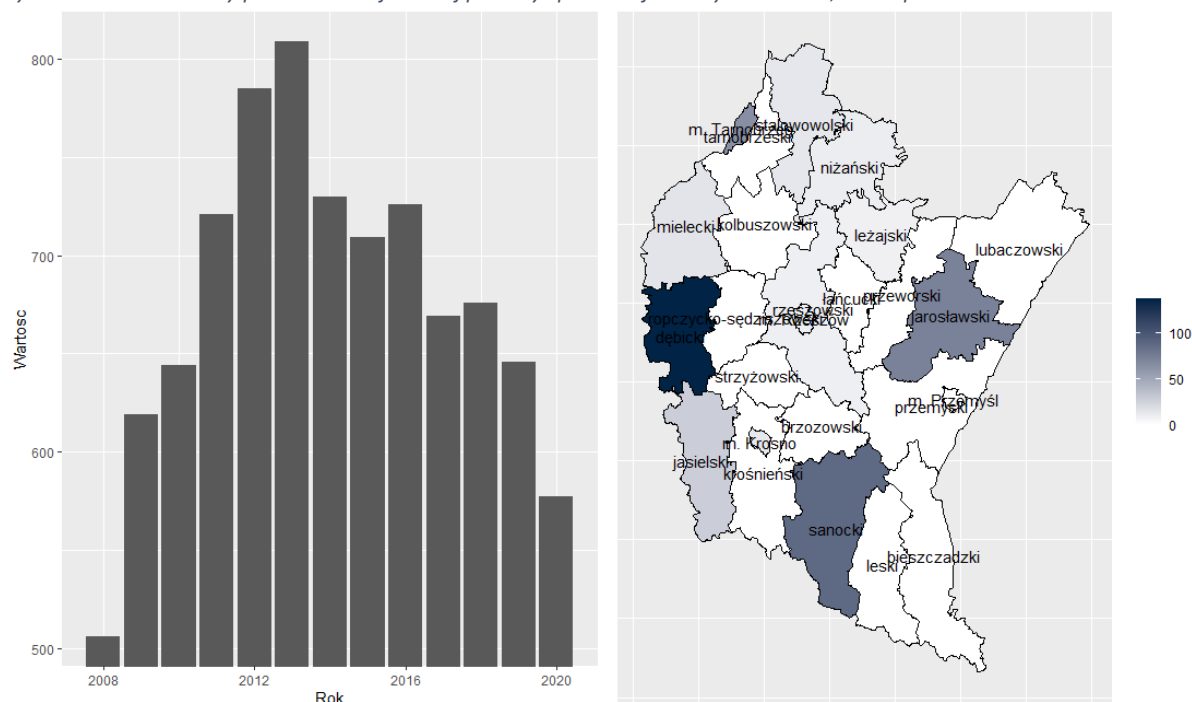 800
700
600
500
Wartosc
2008
2012
2016
2020
Rok
m. Tarnobrzeg
stalowowolski
tarnobrzeski
niżański
mielecki
kolbuszowski
leżajski
lubaczowski
łańcucki
przeworski
rzeszowski
jarosławski
ropczycko-sędziszowski
m. Rzeszów
dębicki
strzyżowski
m. Przemyśl
przemyski
brzozowski
m. Krosno
jasielski
krośnieński
sanocki
leski
bieszczadzki
100
50
0